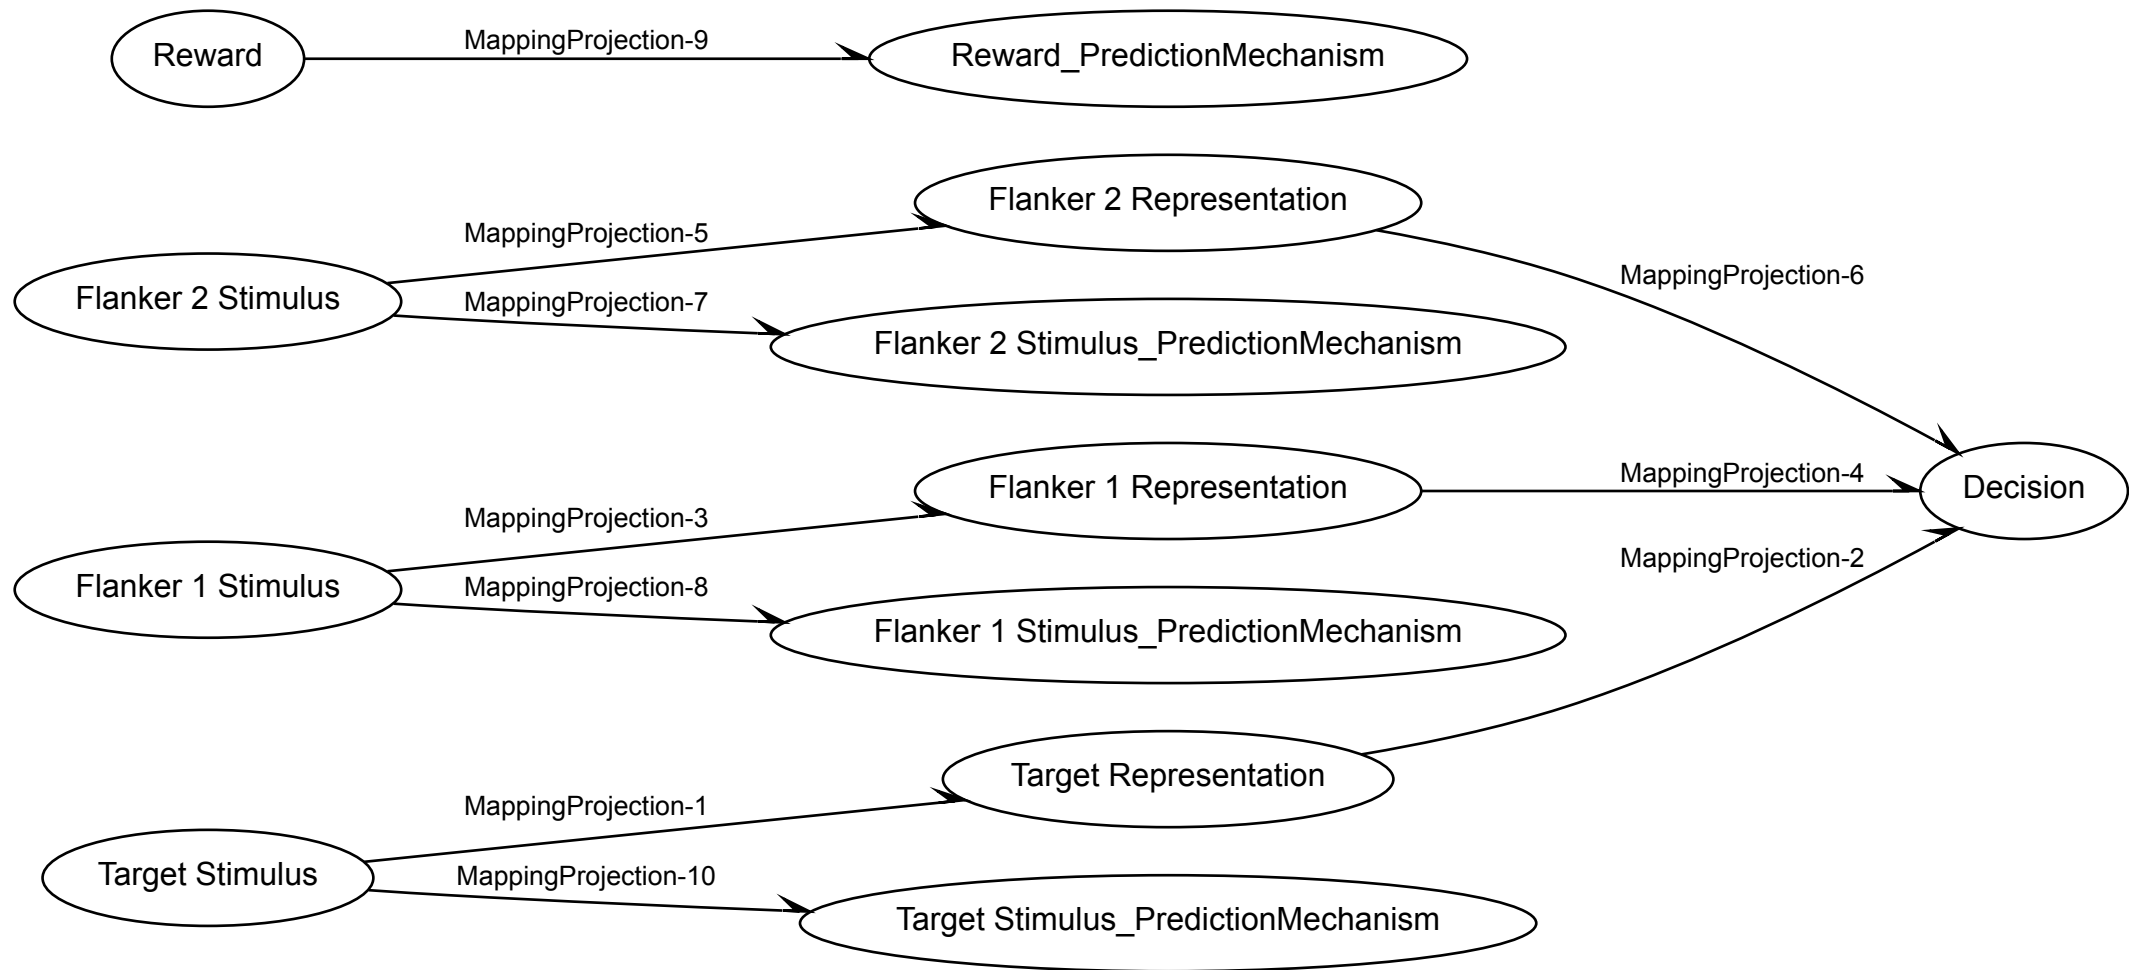 Reward
MappingProjection-9
Reward_PredictionMechanism
Flanker 2 Representation
MappingProjection-5
MappingProjection-6
Flanker 2 Stimulus
MappingProjection-7
Flanker 2 Stimulus_PredictionMechanism
Flanker 1 Representation
MappingProjection-4
Decision
MappingProjection-3
MappingProjection-2
Flanker 1 Stimulus
MappingProjection-8
Flanker 1 Stimulus_PredictionMechanism
Target Representation
MappingProjection-1
Target Stimulus
MappingProjection-10
Target Stimulus_PredictionMechanism